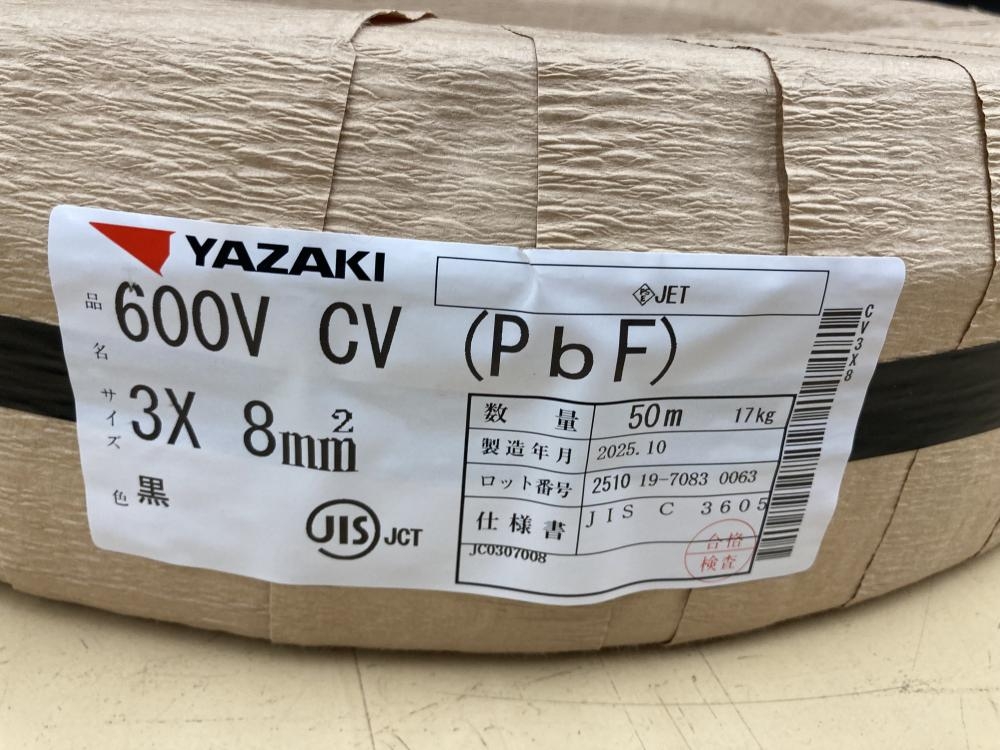 YAZAKI
PSE JET
品名 600V CV (PbF)
サイズ 3X 8mm²
色 黒
JIS JCT
数量 50m 17kg
製造年月 2025.10
ロット番号 2510 19-7083 0063
仕様書 JIS C 3605
JC0307008
合格
検査
CV3X8